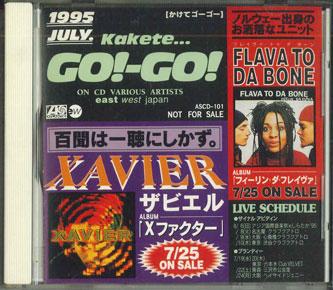 1995
JULY.
[かけてゴーゴー]
Kakete...
GO!-GO!
ON CD VARIOUS ARTISTS
east west japan
ASCD-101
NOT FOR SALE
百聞は一聴にしかず。
XAVIER
ザビエル
ALBUM
「Xファクター」
7/25
ON SALE
XAVIER
ノルウェー出身の
お洒落なユニット
FLAVA TO
DA BONE
FLAVA TO DA BONE
ALBUM
「フィーリン・ダ・フレイヴァ」
7/25 ON SALE
LIVE SCHEDULE